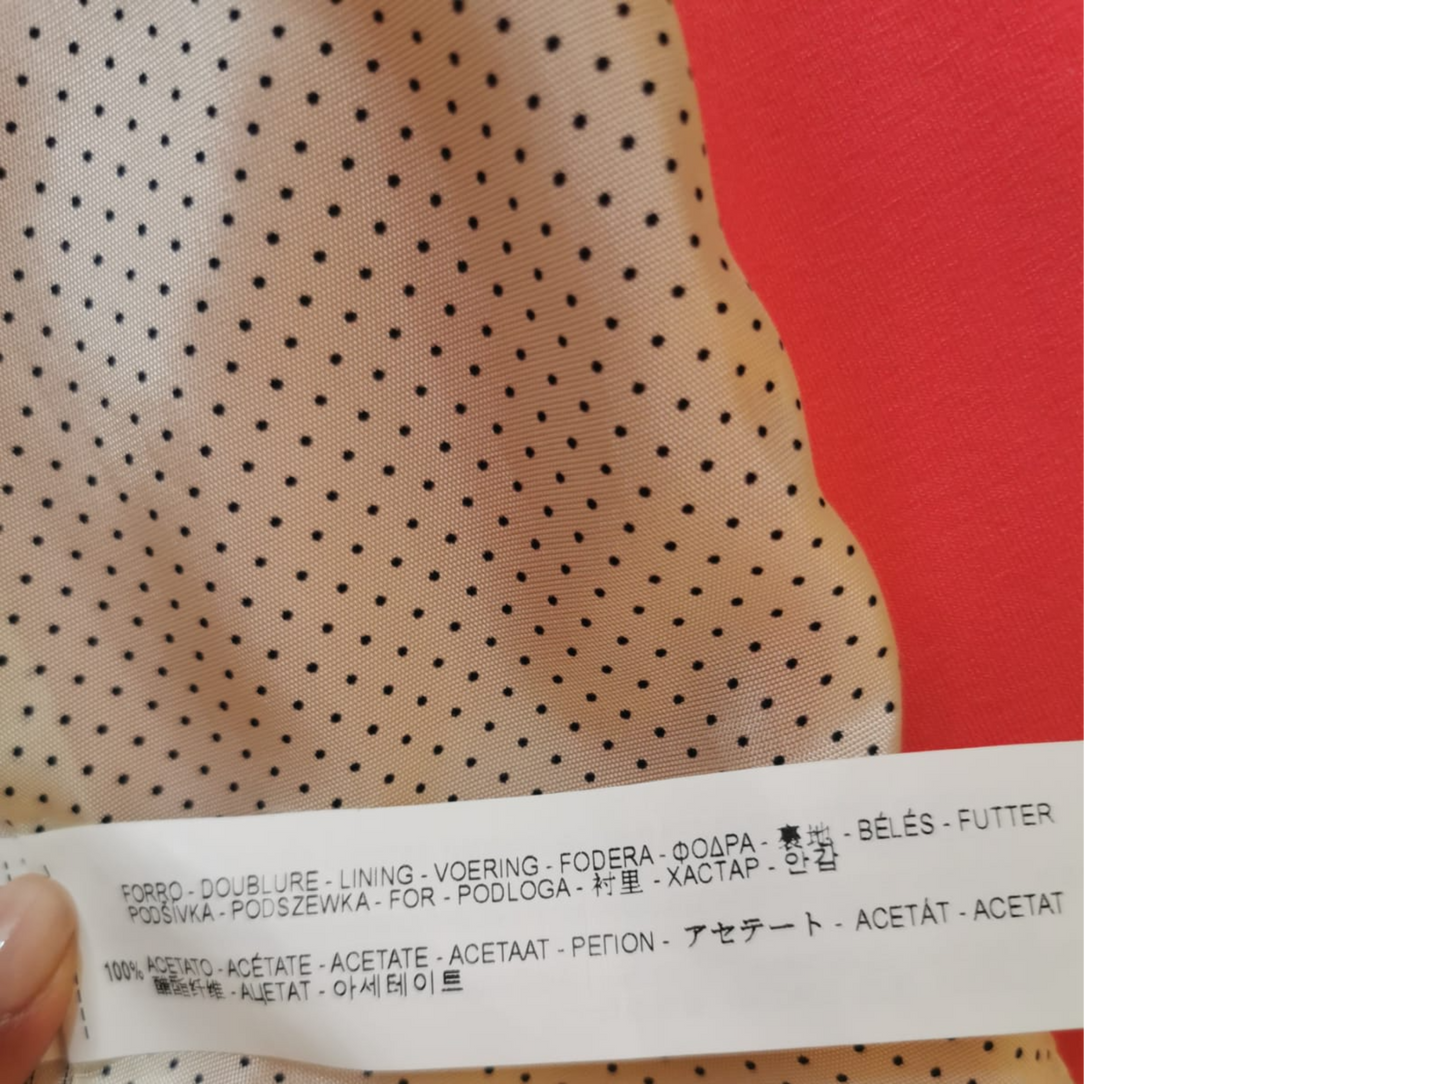 FORRO - DOUBLURE - LINING - VOERING - FODERA - ΦΟΔΡΑ - 裏地 - BÉLÉS - FUTTER
PODŠÍVKA - PODSZEWKA - FOR - PODLOGA - 衬里 - ХАСТАР - 안감
100% ACETATO - ACÉTATE - ACETATE - ACETAAT - ΡΕΓΙΟΝ - アセテート - ACETÁT - ACETAT
醋酯纤维 - АЦЕТАТ - 아세테이트